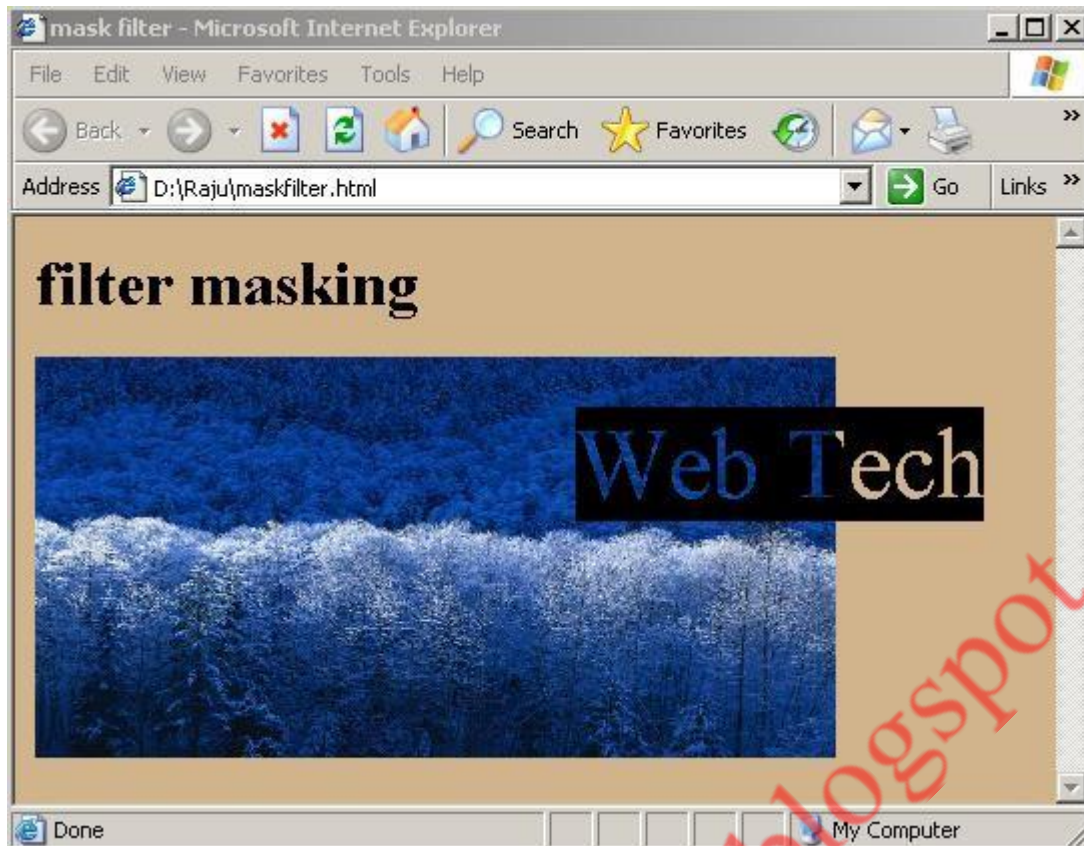 mask filter - Microsoft Internet Explorer
File Edit View Favorites Tools Help
Back Search Favorites »
Address D:\Raju\maskfilter.html Go Links »
filter masking
Web Tech
logspot
Done My Computer